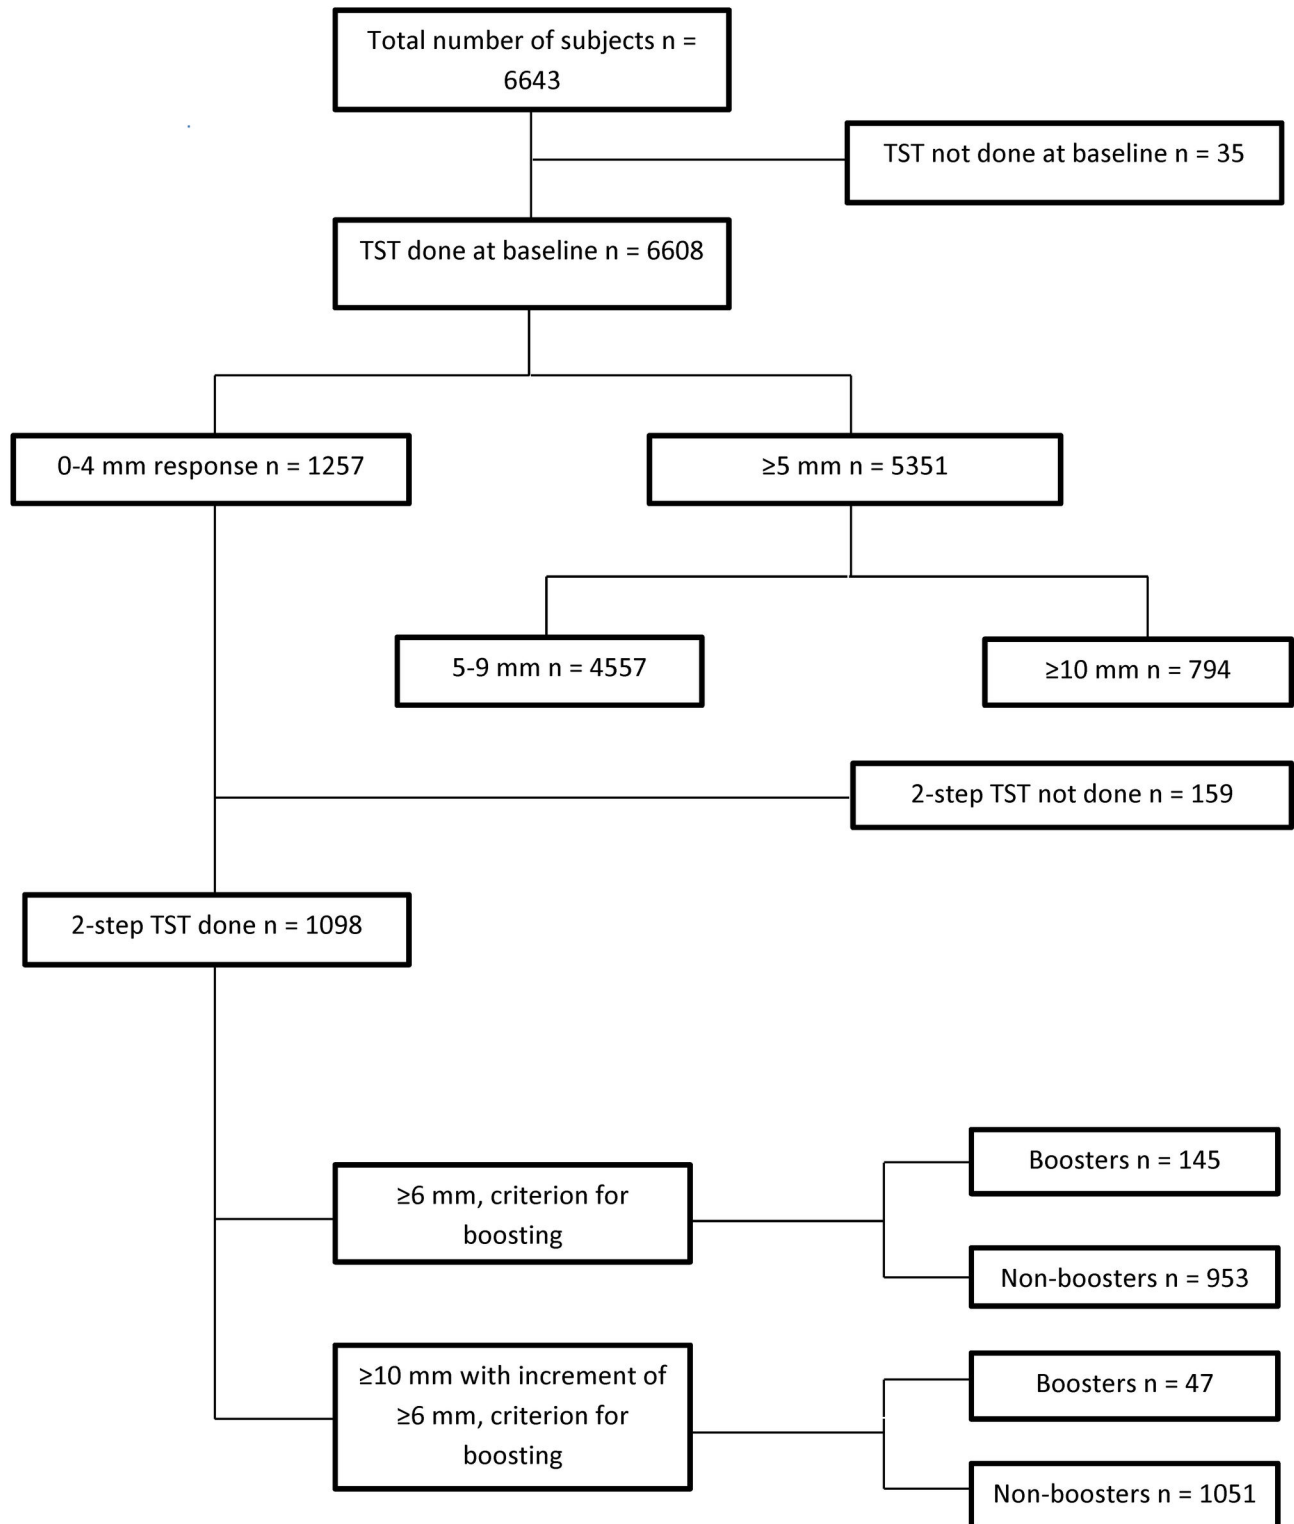 Total number of subjects n =
6643
TST not done at baseline n = 35
TST done at baseline n = 6608
0-4 mm response n = 1257
≥5 mm n = 5351
5-9 mm n = 4557
≥10 mm n = 794
2-step TST not done n = 159
2-step TST done n = 1098
≥6 mm, criterion for
boosting
Boosters n = 145
Non-boosters n = 953
≥10 mm with increment of
≥6 mm, criterion for
boosting
Boosters n = 47
Non-boosters n = 1051